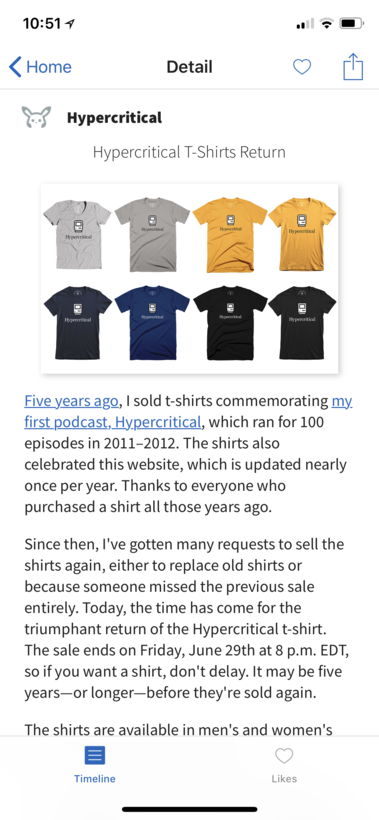 10:51
Home
Detail
Hypercritical
Hypercritical T-Shirts Return
Hypercritical
Hypercritical
Hypercritical
Hypercritical
Hypercritical
Hypercritical
Hypercritical
Hypercritical
Five years ago, I sold t-shirts commemorating my
first podcast, Hypercritical, which ran for 100
episodes in 2011–2012. The shirts also
celebrated this website, which is updated nearly
once per year. Thanks to everyone who
purchased a shirt all those years ago.
Since then, I've gotten many requests to sell the
shirts again, either to replace old shirts or
because someone missed the previous sale
entirely. Today, the time has come for the
triumphant return of the Hypercritical t-shirt.
The sale ends on Friday, June 29th at 8 p.m. EDT,
so if you want a shirt, don't delay. It may be five
years—or longer—before they're sold again.
The shirts are available in men's and women's
Timeline
Likes